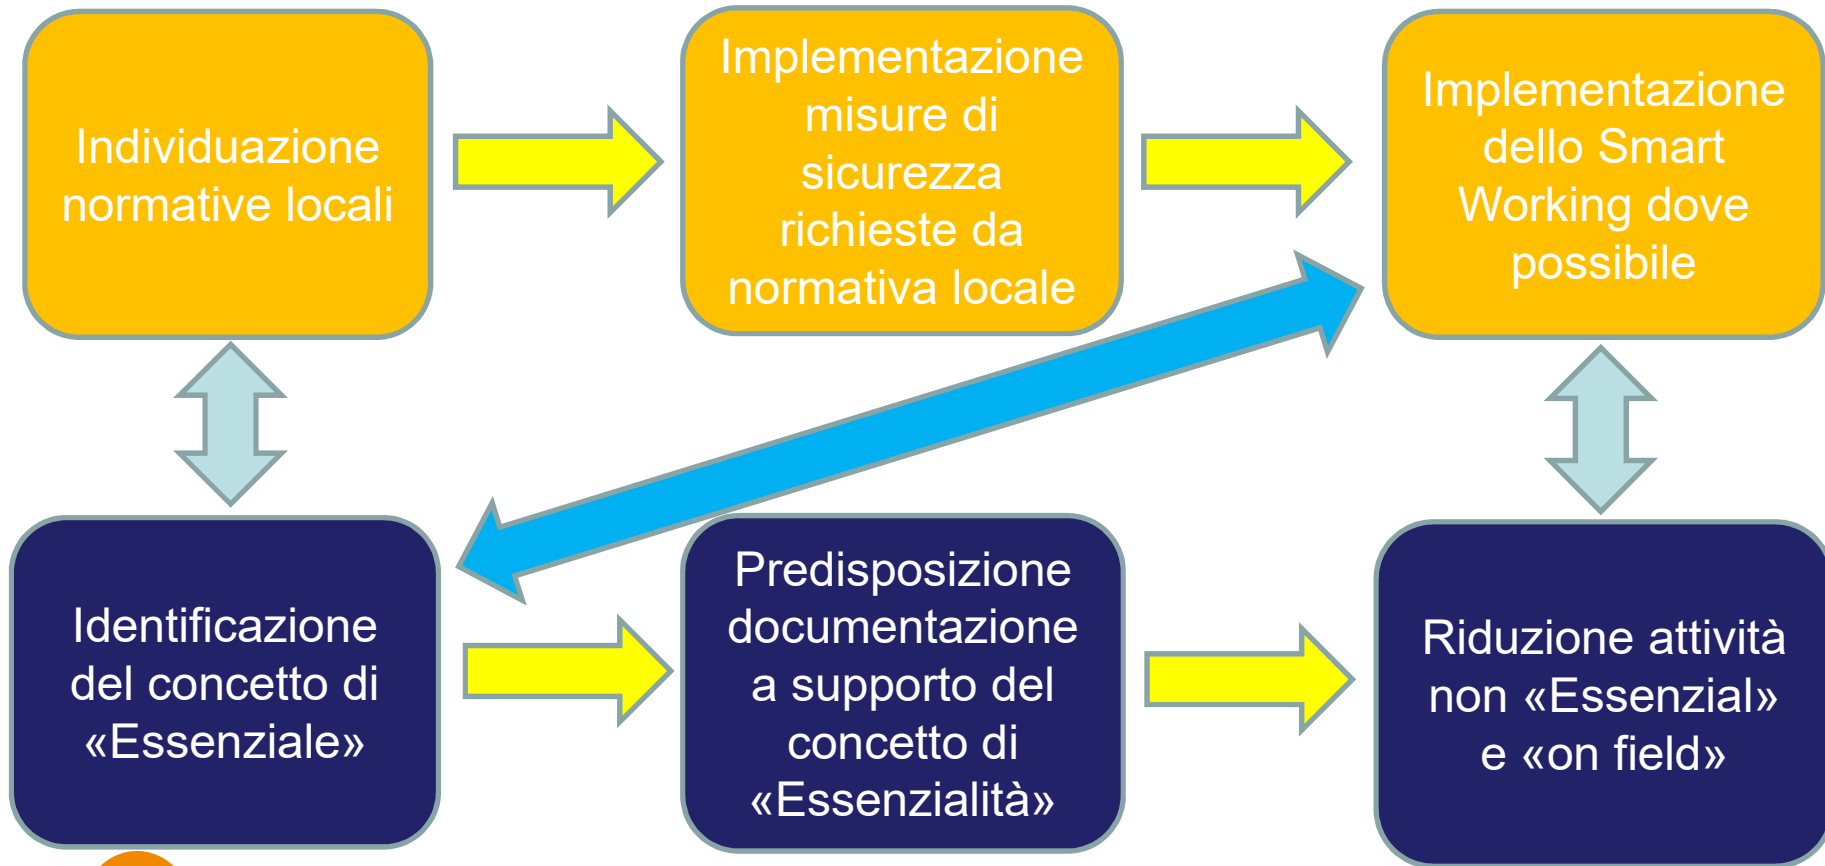 Individuazione
normative locali
Implementazione
misure di
sicurezza
richieste da
normativa locale
Implementazione
dello Smart
Working dove
possibile
Identificazione
del concetto di
«Essenziale»
Predisposizione
documentazione
a supporto del
concetto di
«Essenzialità»
Riduzione attività
non «Essenzial»
e «on field»